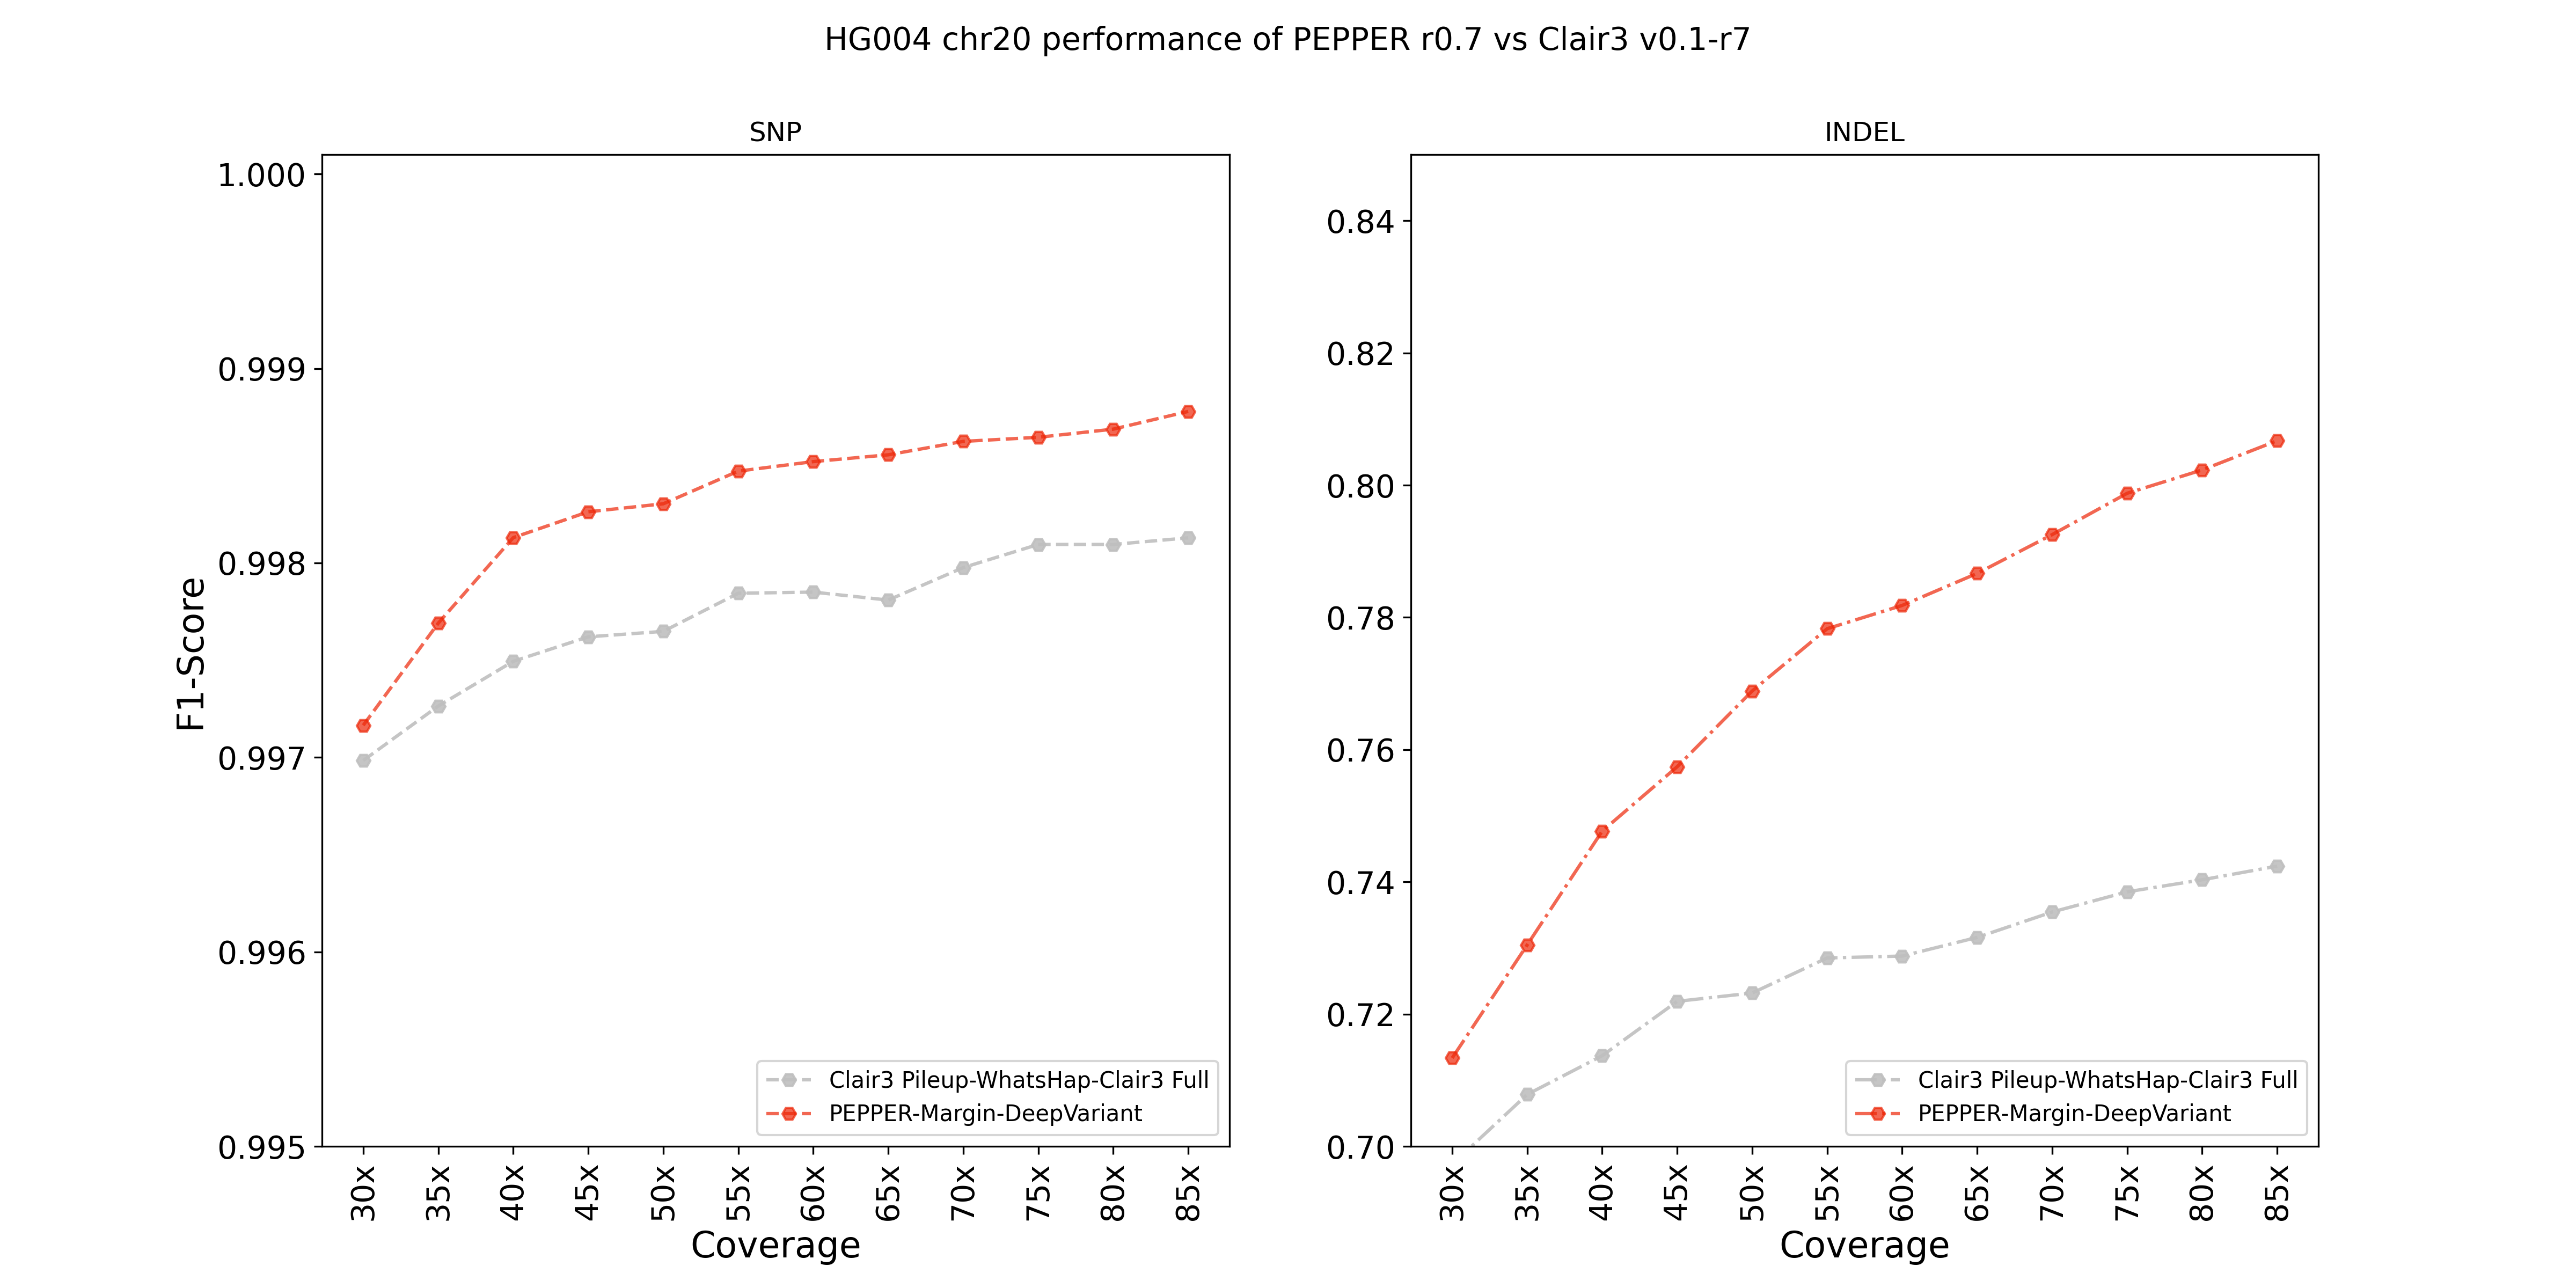 HG004 chr20 performance of PEPPER r0.7 vs Clair3 v0.1-r7
SNP
1.000
0.999
0.998
0.997
0.996
0.995
F1-Score
30x 35x 40x 45x 50x 55x 60x 65x 70x 75x 80x 85x
Coverage
Clair3 Pileup-WhatsHap-Clair3 Full
PEPPER-Margin-DeepVariant
INDEL
0.84
0.82
0.80
0.78
0.76
0.74
0.72
0.70
30x 35x 40x 45x 50x 55x 60x 65x 70x 75x 80x 85x
Coverage
Clair3 Pileup-WhatsHap-Clair3 Full
PEPPER-Margin-DeepVariant